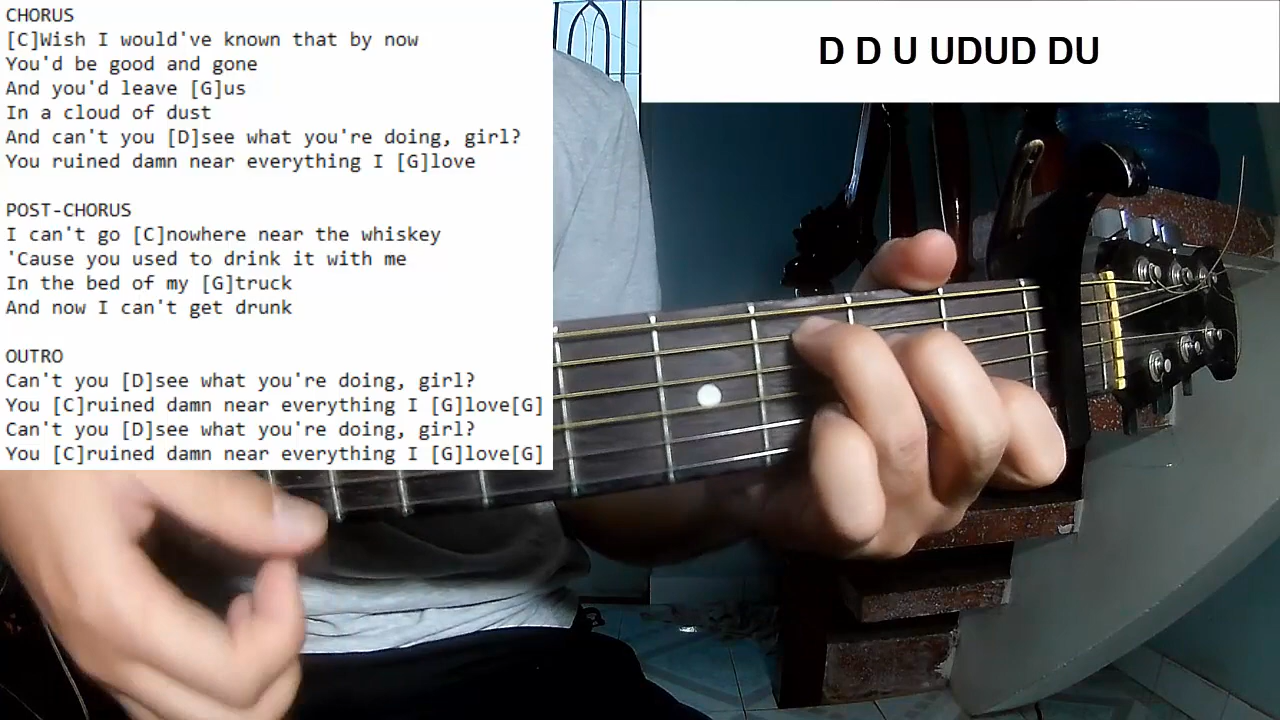 CHORUS
[C]Wish I would've known that by now
You'd be good and gone
And you'd leave [G]us
In a cloud of dust
And can't you [D]see what you're doing, girl?
You ruined damn near everything I [G]love
POST-CHORUS
I can't go [C]nowhere near the whiskey
'Cause you used to drink it with me
In the bed of my [G]truck
And now I can't get drunk
OUTRO
Can't you [D]see what you're doing, girl?
You [C]ruined damn near everything I [G]love[G]
Can't you [D]see what you're doing, girl?
You [C]ruined damn near everything I [G]love[G]
D D U UDUD DU